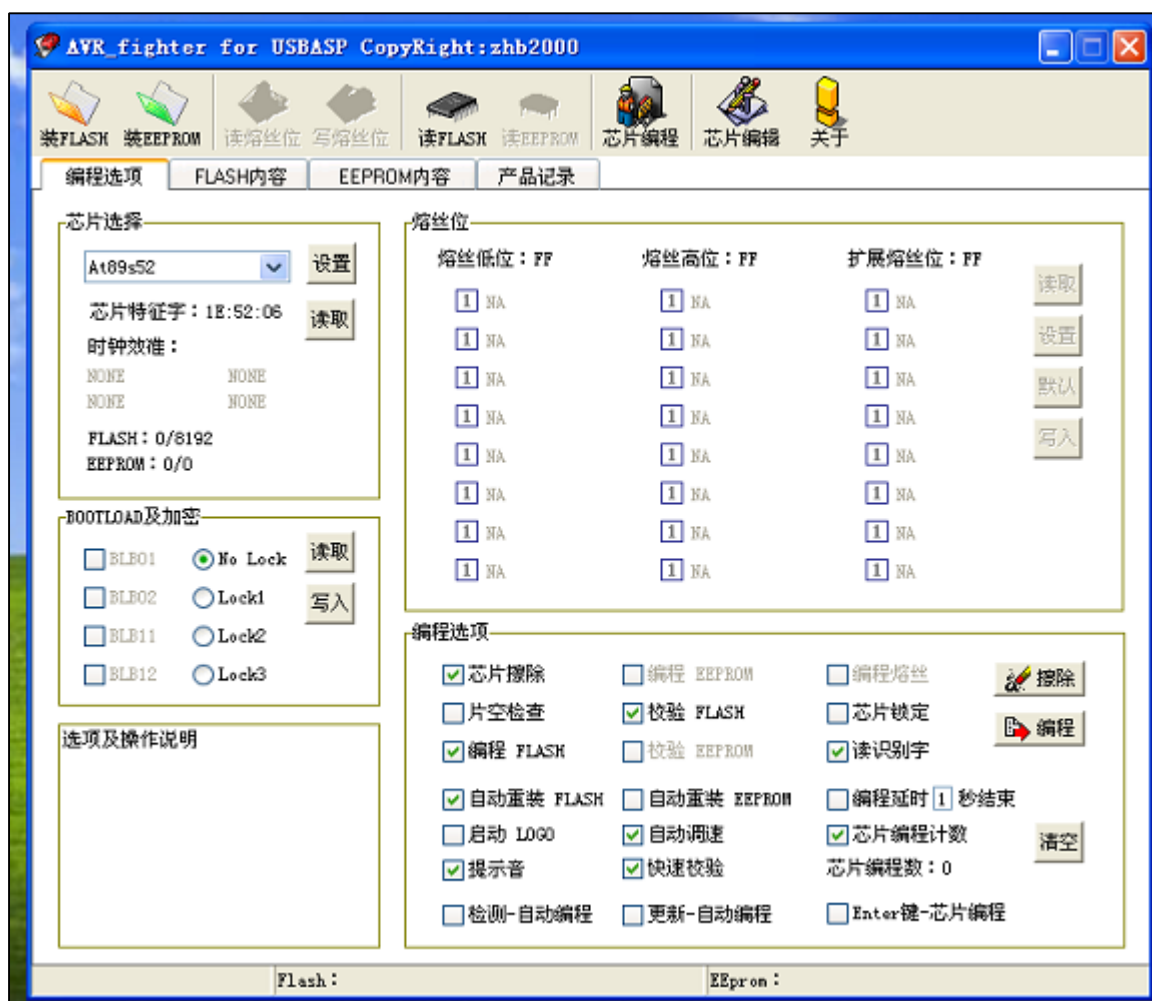 AVR_fighter for USBASP CopyRight:zhb2000
装FLASH 装EEPROM 读熔丝位 写熔丝位 读FLASH 读EEPROM 芯片编程 芯片编辑 关于
编程选项 FLASH内容 EEPROM内容 产品记录
芯片选择
At89s52 设置
芯片特征字：1E:52:06 读取
时钟效准：
NONE NONE
NONE NONE
FLASH：0/8192
EEPROM：0/0
BOOTLOAD及加密
BLB01 No Lock 读取
BLB02 Lock1 写入
BLB11 Lock2
BLB12 Lock3
选项及操作说明
熔丝位
熔丝低位：FF 熔丝高位：FF 扩展熔丝位：FF
1 NA 1 NA 1 NA 读取
1 NA 1 NA 1 NA 设置
1 NA 1 NA 1 NA 默认
1 NA 1 NA 1 NA 写入
1 NA 1 NA 1 NA
1 NA 1 NA 1 NA
1 NA 1 NA 1 NA
1 NA 1 NA 1 NA
编程选项
芯片擦除 编程 EEPROM 编程熔丝 擦除
片空检查 校验 FLASH 芯片锁定 编程
编程 FLASH 校验 EEPROM 读识别字
自动重装 FLASH 自动重装 EEPROM 编程延时 1 秒结束
启动 LOGO 自动调速 芯片编程计数 清空
提示音 快速校验 芯片编程数：0
检测-自动编程 更新-自动编程 Enter键-芯片编程
Flash： EEprom：